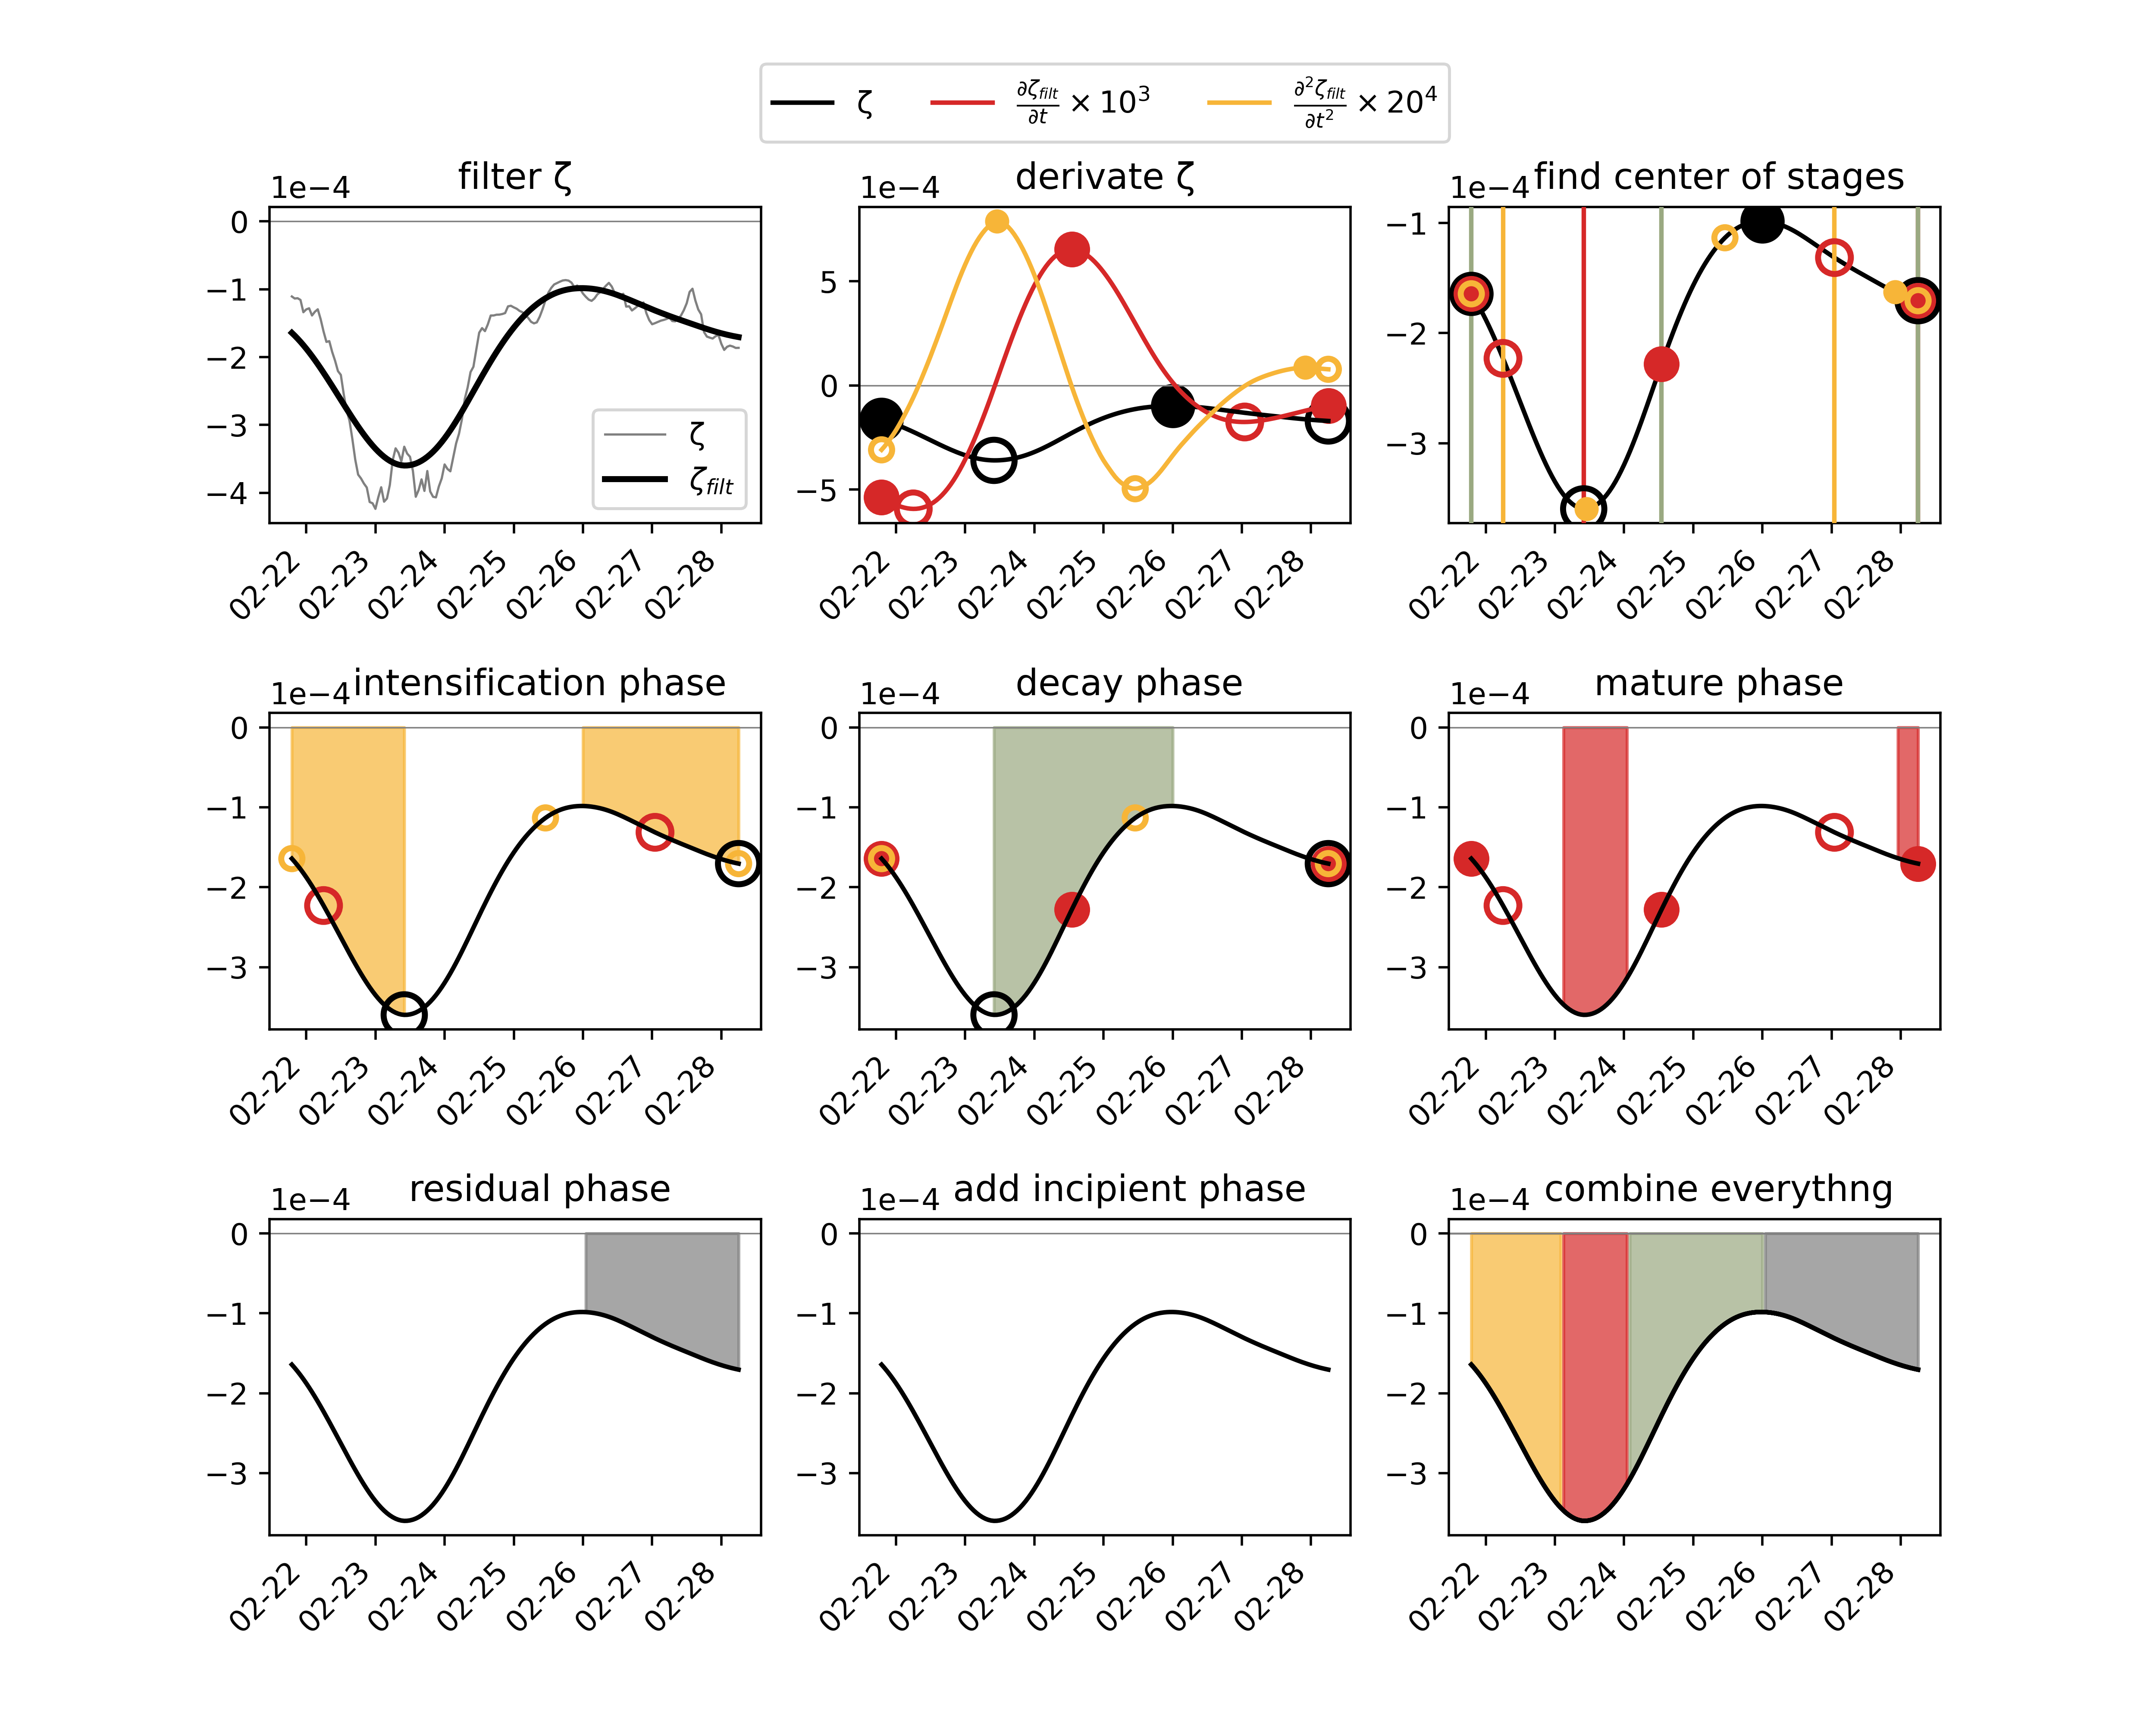 ζ ∂ζfilt/∂t × 10³ ∂²ζfilt/∂t² × 20⁴
filter ζ
1e−4
0
−1
−2
−3
−4
ζ
ζfilt
02-22 02-23 02-24 02-25 02-26 02-27 02-28
derivate ζ
1e−4
5
0
−5
02-22 02-23 02-24 02-25 02-26 02-27 02-28
find center of stages
1e−4
−1
−2
−3
02-22 02-23 02-24 02-25 02-26 02-27 02-28
intensification phase
1e−4
0
−1
−2
−3
02-22 02-23 02-24 02-25 02-26 02-27 02-28
decay phase
1e−4
0
−1
−2
−3
02-22 02-23 02-24 02-25 02-26 02-27 02-28
mature phase
1e−4
0
−1
−2
−3
02-22 02-23 02-24 02-25 02-26 02-27 02-28
residual phase
1e−4
0
−1
−2
−3
02-22 02-23 02-24 02-25 02-26 02-27 02-28
add incipient phase
1e−4
0
−1
−2
−3
02-22 02-23 02-24 02-25 02-26 02-27 02-28
combine everythng
1e−4
0
−1
−2
−3
02-22 02-23 02-24 02-25 02-26 02-27 02-28